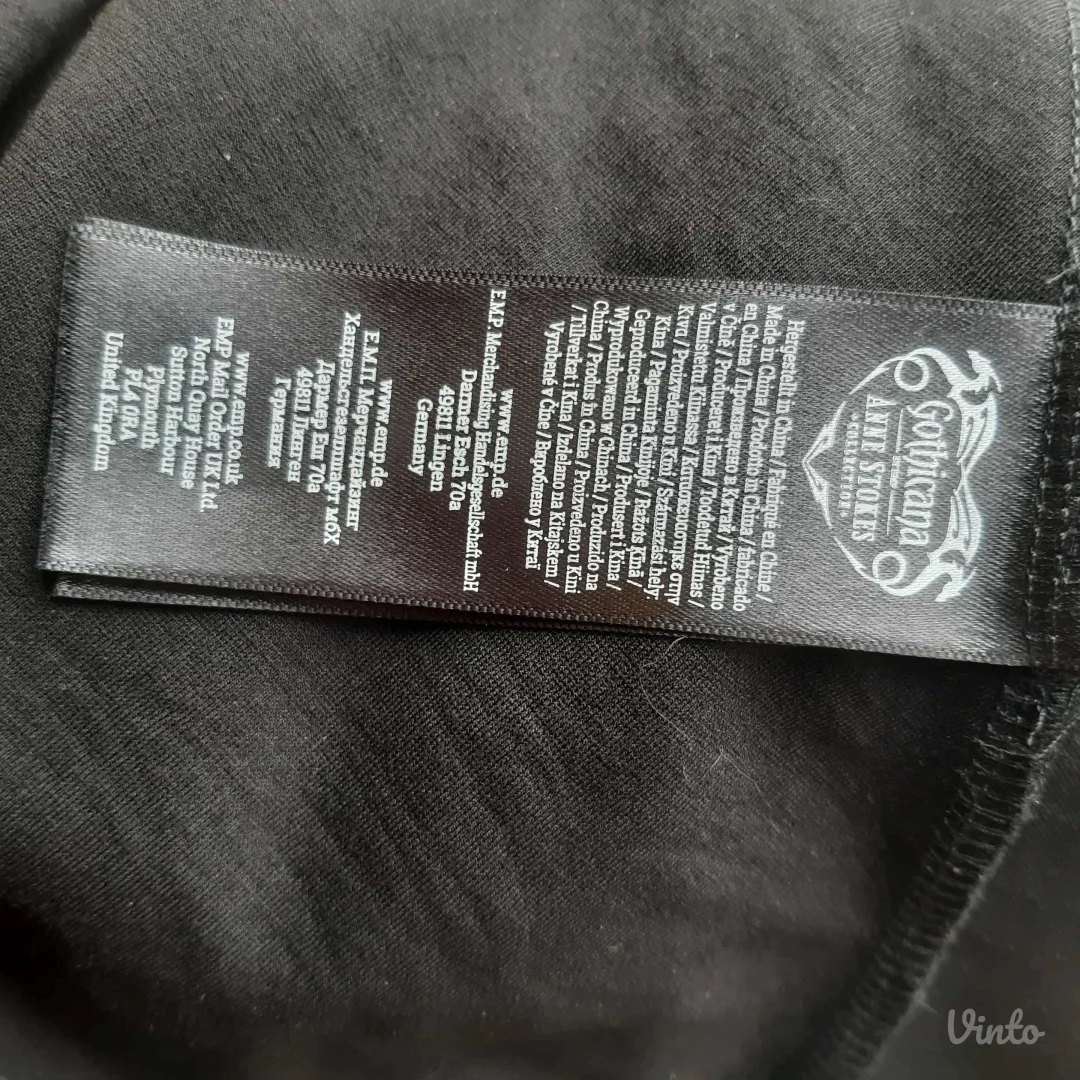 Gothicana
ANNE STOKES
COLLECTION
Hergestellt in China / Fabriqué en Chine /
Made in China / Prodotto in China / fabricado
en China / Произведено в Китай / Vyrobeno
v Číně / Produceret i Kina / Toodetud Hiinas /
Valmistettu Kiinassa / Κατασκευάστηκε στην
Κίνα / Proizvedeno u Kini / Származási hely
Kína / Pagaminta Kinijoje / Ražots Ķīnā /
Geproduceerd in China / Produsert i Kina /
Wyprodukowano w Chinach / Produzido na
China / Produs in China / Proizvedeno u Kini
/ Tillverkat i Kina / Izdelano na Kitajskem /
Vyrobené v Číne / Вироблено у Китаї
www.emp.de
E.M.P. Merchandising Handelsgesellschaft mbH
Darmer Esch 70a
49811 Lingen
Germany
www.emp.de
Е.М.П. Мерхандайзинг
Хандельсгезелльшафт мбХ
Дармер Еш 70а
49811 Линген
Германия
www.emp.co.uk
EMP Mail Order UK Ltd.
North Quay House
Sutton Harbour
Plymouth
PL4 0RA
United Kingdom
Vinto